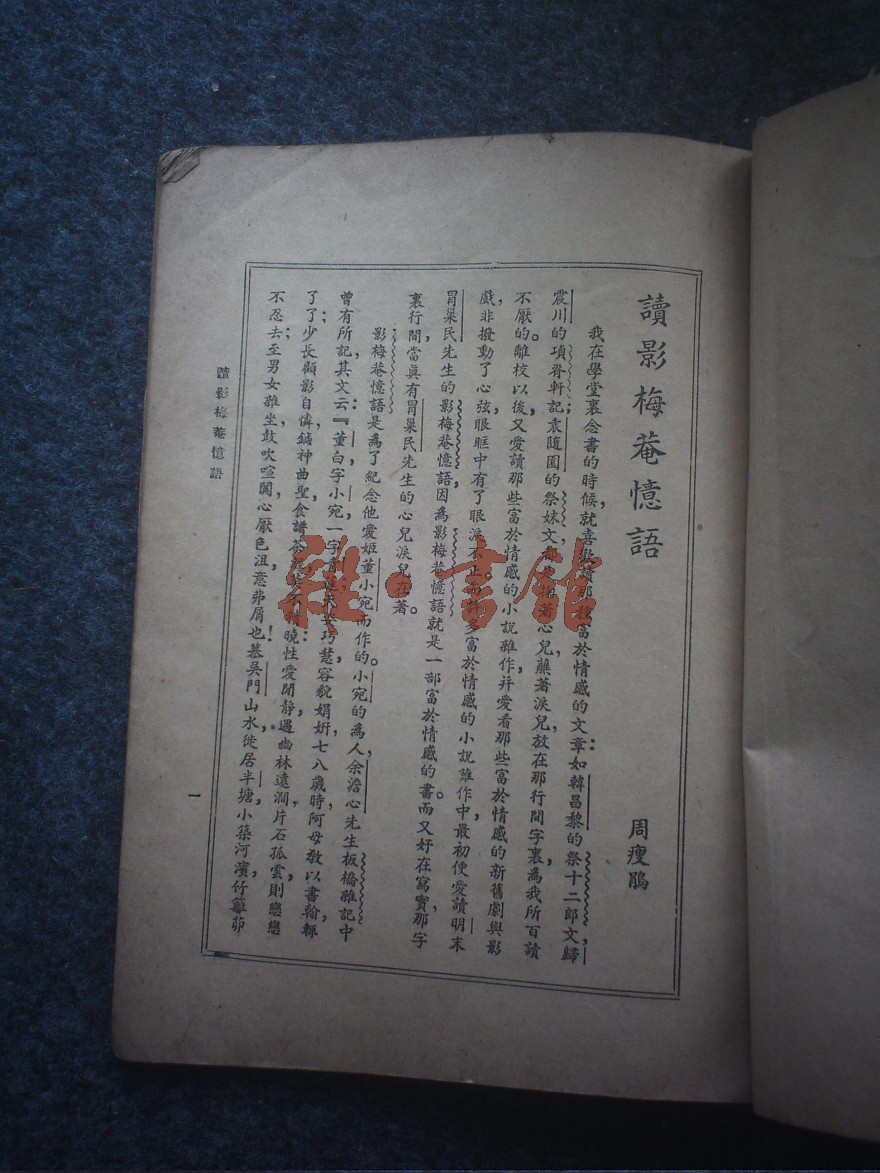 讀影梅菴憶語
周瘦鵑
我在學堂裏念書的時候，就喜歡讀那種富於情感的文章：如韓昌黎的祭十二郎文，歸
震川的項脊軒記；袁隨園的祭妹文，都是掏着心兒，蘸著淚兒，放在那行間字裏，爲我所百讀
不厭的。離校以後，又愛讀那些富於情感的小說雜作，并愛看那些富於情感的新舊劇與影
戲，非撥動了心弦，眼眶中有了眼淚不止。而許多富於情感的小說雜作中，最初便愛讀明末
冒巢民先生的影梅菴憶語，因爲影梅菴憶語就是一部富於情感的書。而又好在寫實，那字
裏行間，當眞有冒巢民先生的心兒淚兒在著。
影梅菴憶語是爲了紀念他愛姬董小宛而作的。小宛的爲人，余澹心先生板橋雜記中
曾有所記，其文云：『董白，字小宛，一字青蓮，天姿巧慧，容貌娟姸，七八歲時，阿母敎以書翰，輒
了了；少長顧影自憐，鍼神曲聖，食譜茶經，莫不精曉，性愛閒靜，遇幽林遠澗，片石孤雲，則戀戀
不忍去；至男女雜坐，鼓吹喧闐，心厭色沮，意弗屑也！慕吳門山水，徙居半塘，小築河濱，竹籬茆
讀影梅菴憶語
一
雜·書館